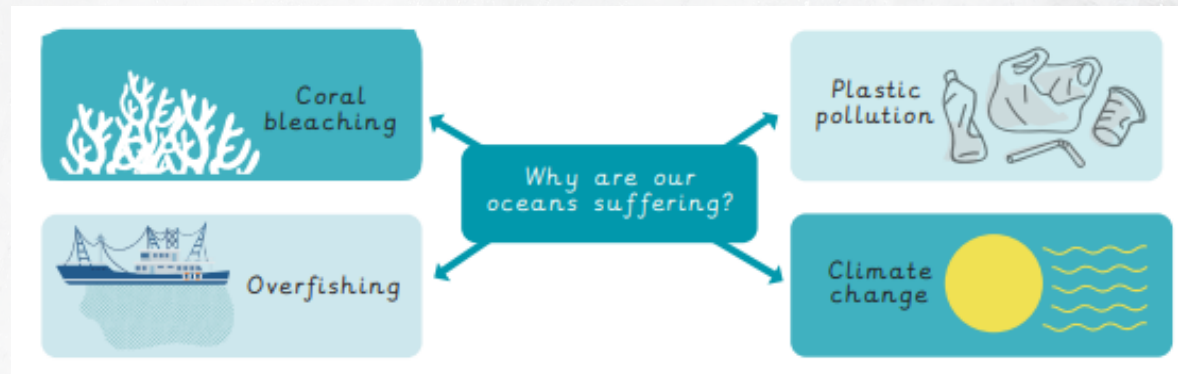 Coral
bleaching
Plastic
pollution
Why are our
oceans suffering?
Overfishing
Climate
change